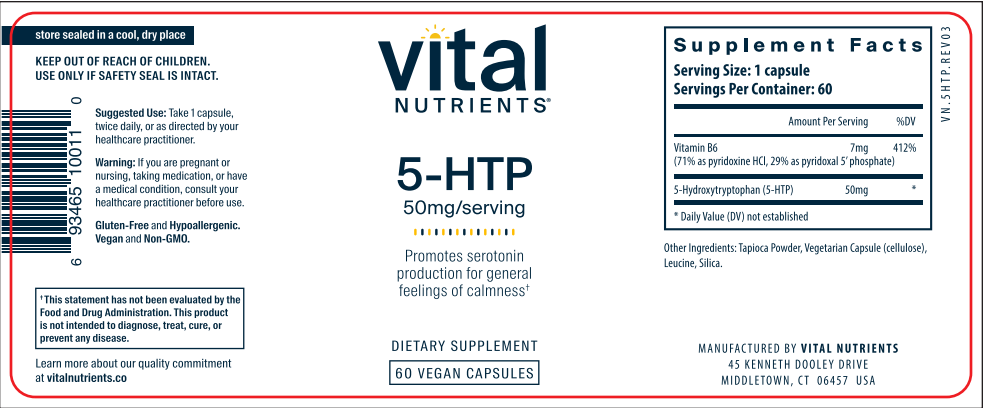 store sealed in a cool, dry place
KEEP OUT OF REACH OF CHILDREN.
USE ONLY IF SAFETY SEAL IS INTACT.
6 93465 10011 0
Suggested Use: Take 1 capsule,
twice daily, or as directed by your
healthcare practitioner.
Warning: If you are pregnant or
nursing, taking medication, or have
a medical condition, consult your
healthcare practitioner before use.
Gluten-Free and Hypoallergenic.
Vegan and Non-GMO.
†This statement has not been evaluated by the
Food and Drug Administration. This product
is not intended to diagnose, treat, cure, or
prevent any disease.
Learn more about our quality commitment
at vitalnutrients.co
vital
NUTRIENTS®
5-HTP
50mg/serving
Promotes serotonin
production for general
feelings of calmness†
DIETARY SUPPLEMENT
60 VEGAN CAPSULES
Supplement Facts
Serving Size: 1 capsule
Servings Per Container: 60
Amount Per Serving %DV
Vitamin B6 7mg 412%
(71% as pyridoxine HCl, 29% as pyridoxal 5' phosphate)
5-Hydroxytryptophan (5-HTP) 50mg *
* Daily Value (DV) not established
Other Ingredients: Tapioca Powder, Vegetarian Capsule (cellulose),
Leucine, Silica.
MANUFACTURED BY VITAL NUTRIENTS
45 KENNETH DOOLEY DRIVE
MIDDLETOWN, CT 06457 USA
VN.5HTP.REV03